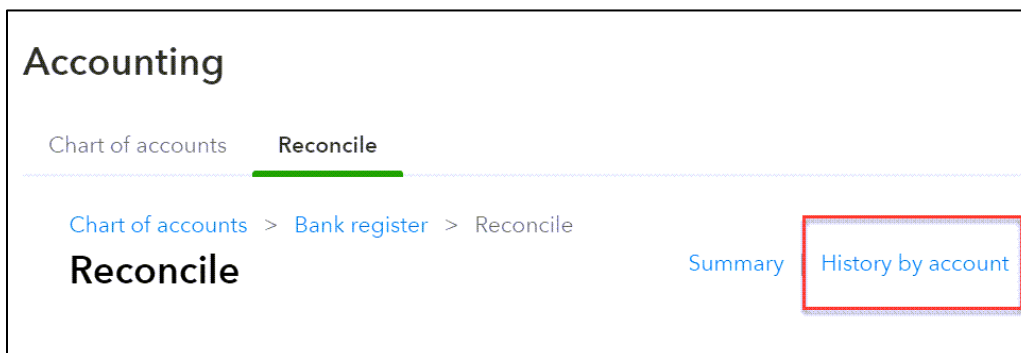 Accounting
Chart of accounts Reconcile
Chart of accounts > Bank register > Reconcile
Reconcile Summary | History by account